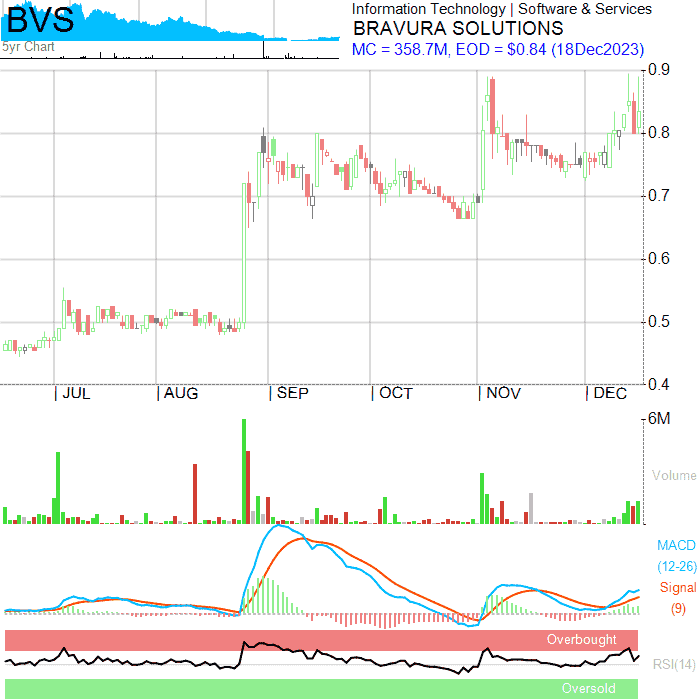 BVS
5yr Chart
Information Technology | Software & Services
BRAVURA SOLUTIONS
MC = 358.7M, EOD = $0.84 (18Dec2023)
0.9
0.8
0.7
0.6
0.5
0.4
| JUL | AUG | SEP | OCT | NOV | DEC
6M
Volume
MACD
(12-26)
Signal
(9)
Overbought
RSI(14)
Oversold